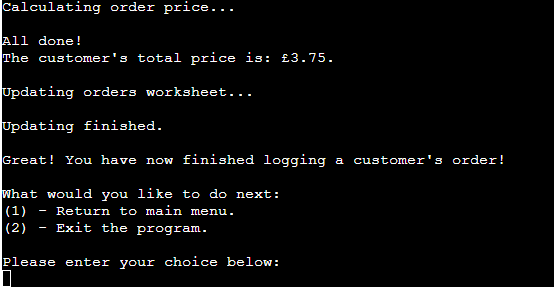 Calculating order price...
All done!
The customer's total price is: £3.75.
Updating orders worksheet...
Updating finished.
Great! You have now finished logging a customer's order!
What would you like to do next:
(1) - Return to main menu.
(2) - Exit the program.
Please enter your choice below: